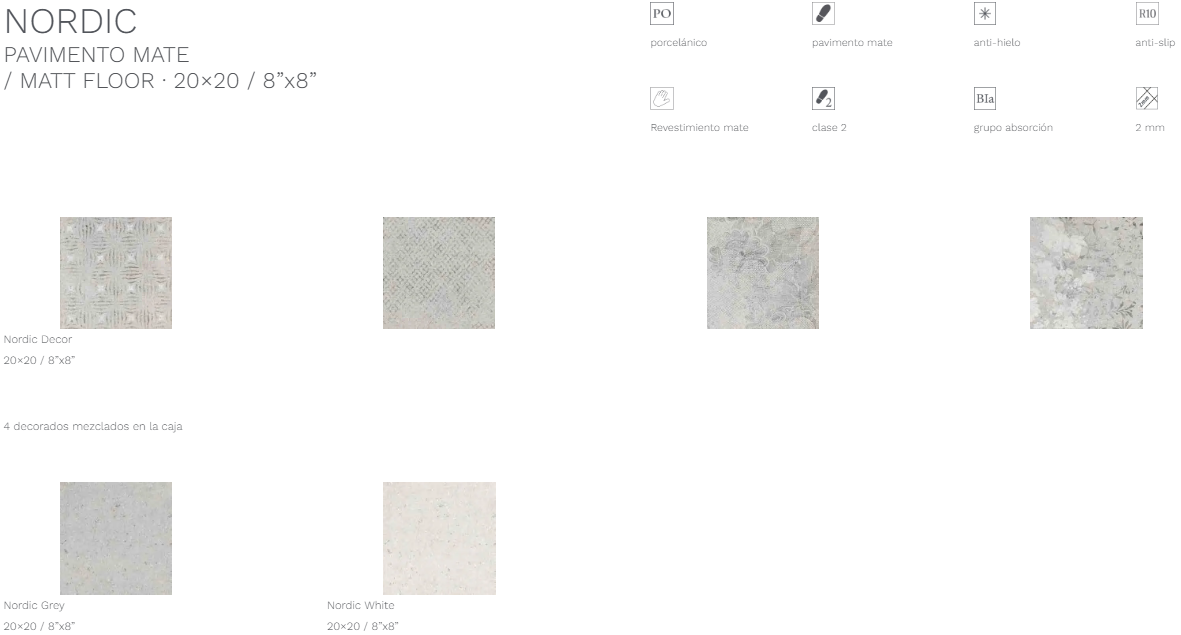 NORDIC
PAVIMENTO MATE
/ MATT FLOOR · 20×20 / 8”x8”
PO
R10
porcelánico
pavimento mate
anti-hielo
anti-slip
2
BIa
2mm
Revestimiento mate
clase 2
grupo absorción
2 mm
Nordic Decor
20×20 / 8”x8”
4 decorados mezclados en la caja
Nordic Grey
20×20 / 8”x8”
Nordic White
20×20 / 8”x8”